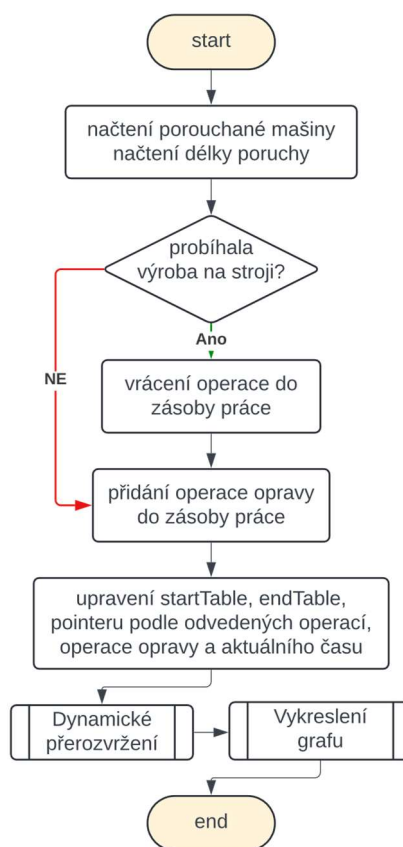 start
načtení porouchané mašiny
načtení délky poruchy
probíhala
výroba na stroji?
Ano
NE
vrácení operace do
zásoby práce
přidání operace opravy
do zásoby práce
upravení startTable, endTable,
pointeru podle odvedených operací,
operace opravy a aktuálního času
Dynamické
přerozvržení
Vykreslení
grafu
end